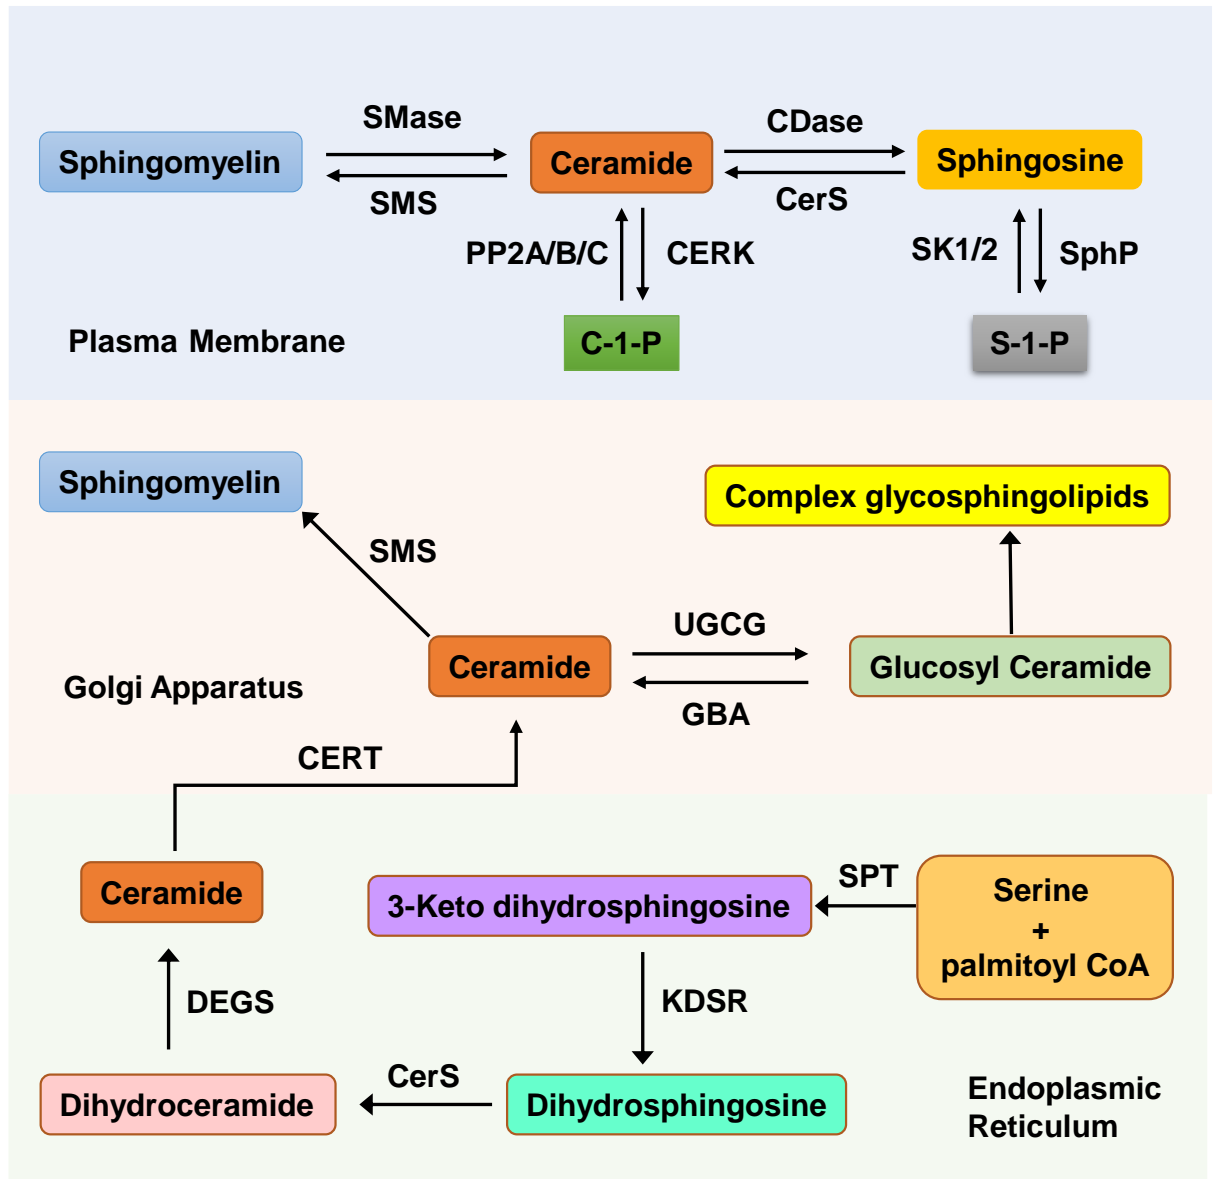 SMase
CDase
Sphingomyelin
Ceramide
Sphingosine
SMS
CerS
PP2A/B/C
CERK
SK1/2
SphP
Plasma Membrane
C-1-P
S-1-P
Sphingomyelin
Complex glycosphingolipids
SMS
UGCG
Ceramide
Glucosyl Ceramide
Golgi Apparatus
GBA
CERT
Ceramide
SPT
3-Keto dihydrosphingosine
Serine
+
palmitoyl CoA
DEGS
KDSR
CerS
Dihydroceramide
Dihydrosphingosine
Endoplasmic
Reticulum